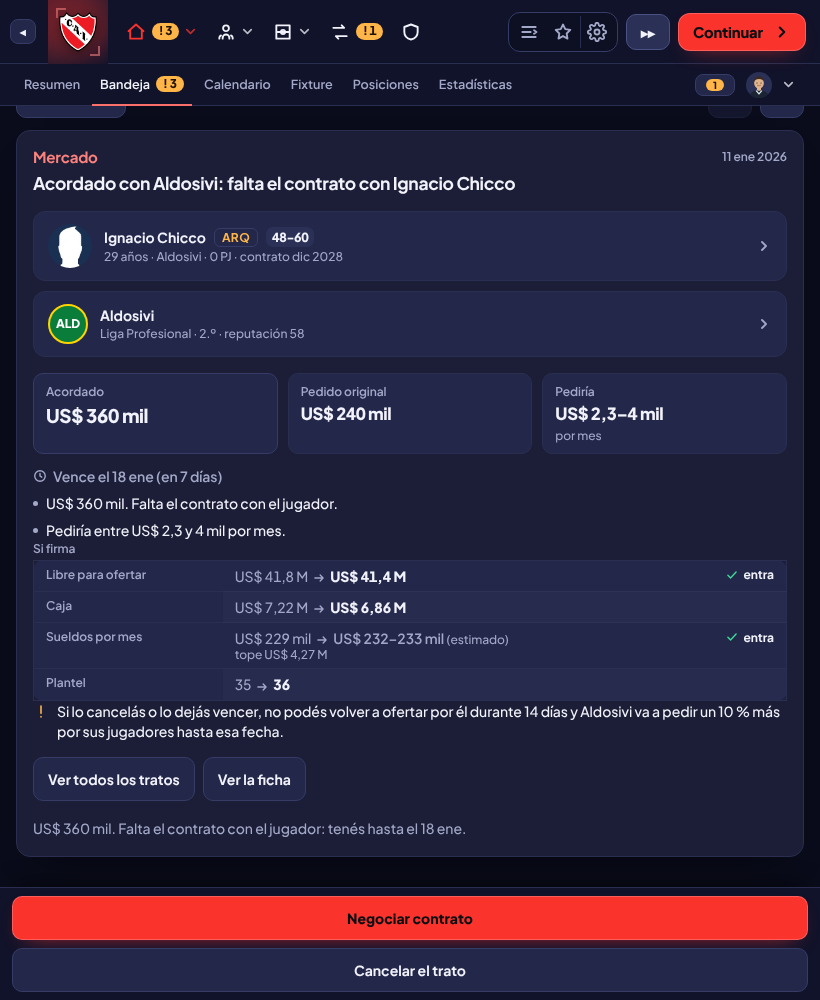 C.A.I.
! 3
! 1
Continuar
Resumen
Bandeja ! 3
Calendario
Fixture
Posiciones
Estadísticas
1
Mercado
11 ene 2026
Acordado con Aldosivi: falta el contrato con Ignacio Chicco
Ignacio Chicco ARQ 48-60
29 años · Aldosivi · 0 PJ · contrato dic 2028
ALD
Aldosivi
Liga Profesional · 2.º · reputación 58
Acordado
US$ 360 mil
Pedido original
US$ 240 mil
Pediría
US$ 2,3–4 mil
por mes
Vence el 18 ene (en 7 días)
• US$ 360 mil. Falta el contrato con el jugador.
• Pediría entre US$ 2,3 y 4 mil por mes.
Si firma
Libre para ofertar US$ 41,8 M → US$ 41,4 M ✓ entra
Caja US$ 7,22 M → US$ 6,86 M
Sueldos por mes US$ 229 mil → US$ 232–233 mil (estimado) ✓ entra
tope US$ 4,27 M
Plantel 35 → 36
! Si lo cancelás o lo dejás vencer, no podés volver a ofertar por él durante 14 días y Aldosivi va a pedir un 10 % más
por sus jugadores hasta esa fecha.
Ver todos los tratos
Ver la ficha
US$ 360 mil. Falta el contrato con el jugador: tenés hasta el 18 ene.
Negociar contrato
Cancelar el trato